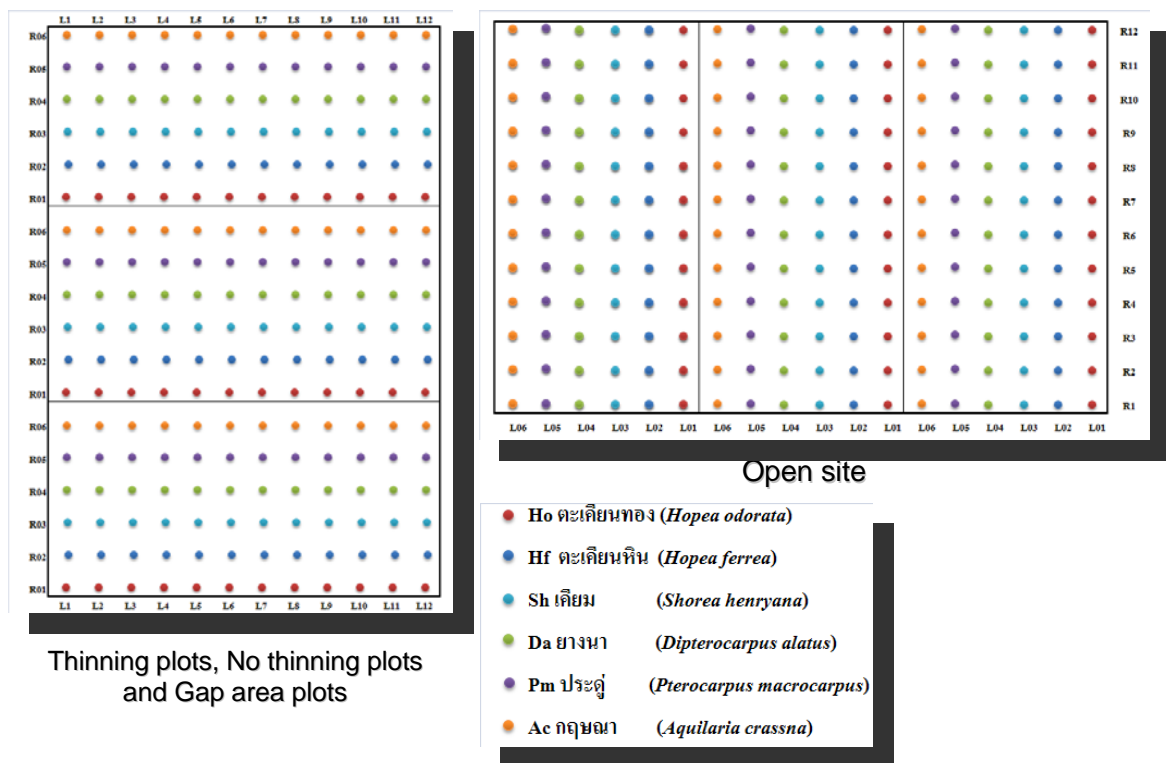 L1 L2 L3 L4 L5 L6 L7 L8 L9 L10 L11 L12
R06
R05
R04
R03
R02
R01
R06
R05
R04
R03
R02
R01
R06
R05
R04
R03
R02
R01
L1 L2 L3 L4 L5 L6 L7 L8 L9 L10 L11 L12
Thinning plots, No thinning plots
and Gap area plots
R12
R11
R10
R9
R8
R7
R6
R5
R4
R3
R2
R1
L06 L05 L04 L03 L02 L01 L06 L05 L04 L03 L02 L01 L06 L05 L04 L03 L02 L01
Open site
Ho ตะเคียนทอง (Hopea odorata)
Hf ตะเคียนหิน (Hopea ferrea)
Sh เคียม (Shorea henryana)
Da ยางนา (Dipterocarpus alatus)
Pm ประดู่ (Pterocarpus macrocarpus)
Ac กฤษณา (Aquilaria crassna)